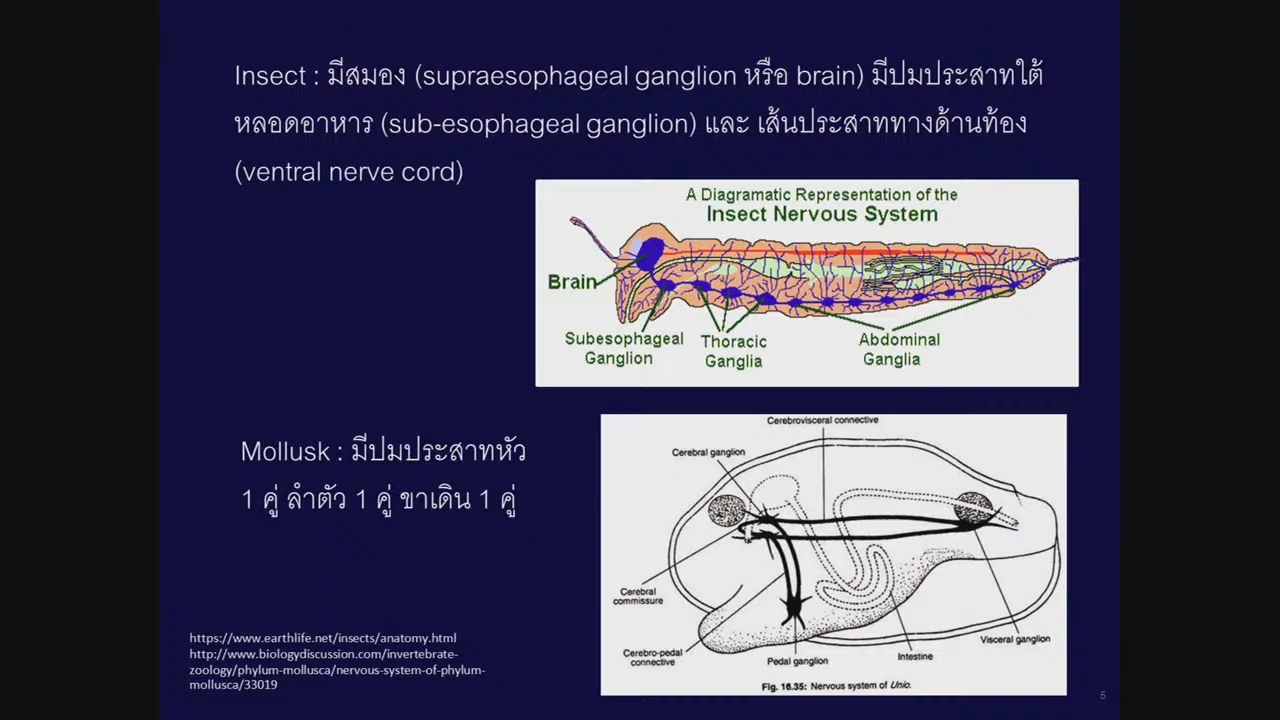 Insect : มีสมอง (supraesophageal ganglion หรือ brain) มีปมประสาทใต้
หลอดอาหาร (sub-esophageal ganglion) และ เส้นประสาททางด้านท้อง
(ventral nerve cord)
A Diagramatic Representation of the
Insect Nervous System
Brain
Subesophageal
Ganglion
Thoracic
Ganglia
Abdominal
Ganglia
Mollusk : มีปมประสาทหัว
1 คู่ ลำตัว 1 คู่ ขาเดิน 1 คู่
Cerebrovisceral connective
Cerebral ganglion
Cerebral
commissure
Cerebro-pedal
connective
Pedal ganglion
Intestine
Visceral ganglion
Fig. 16.35: Nervous system of Unio.
https://www.earthlife.net/insects/anatomy.html
http://www.biologydiscussion.com/invertebrate-
zoology/phylum-mollusca/nervous-system-of-phylum-
mollusca/33019
5